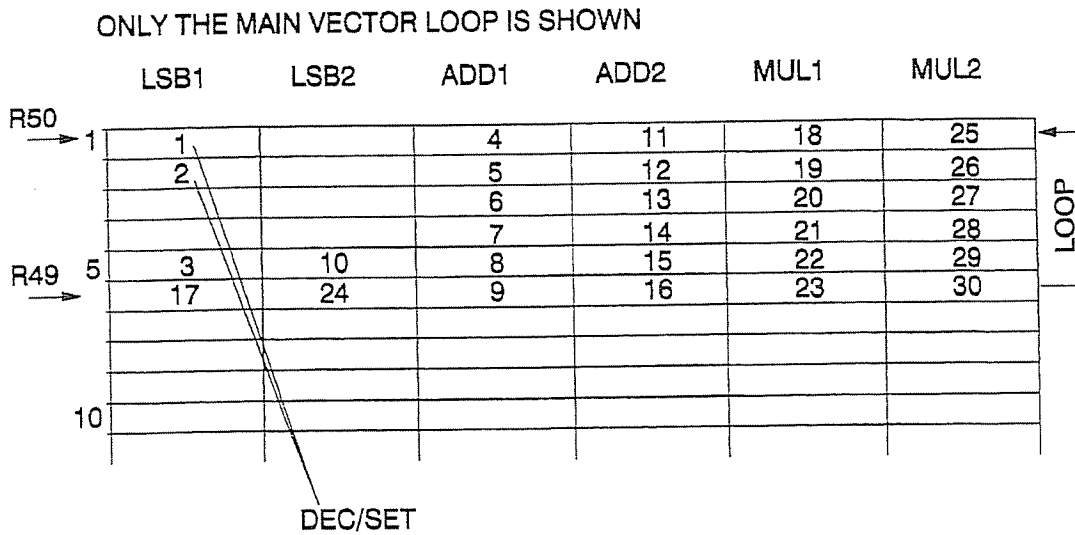 ONLY THE MAIN VECTOR LOOP IS SHOWN
LSB1 LSB2 ADD1 ADD2 MUL1 MUL2
R50
1 1 4 11 18 25
2 5 12 19 26
6 13 20 27
7 14 21 28
5 3 10 8 15 22 29
R49
17 24 9 16 23 30
LOOP
10
DEC/SET